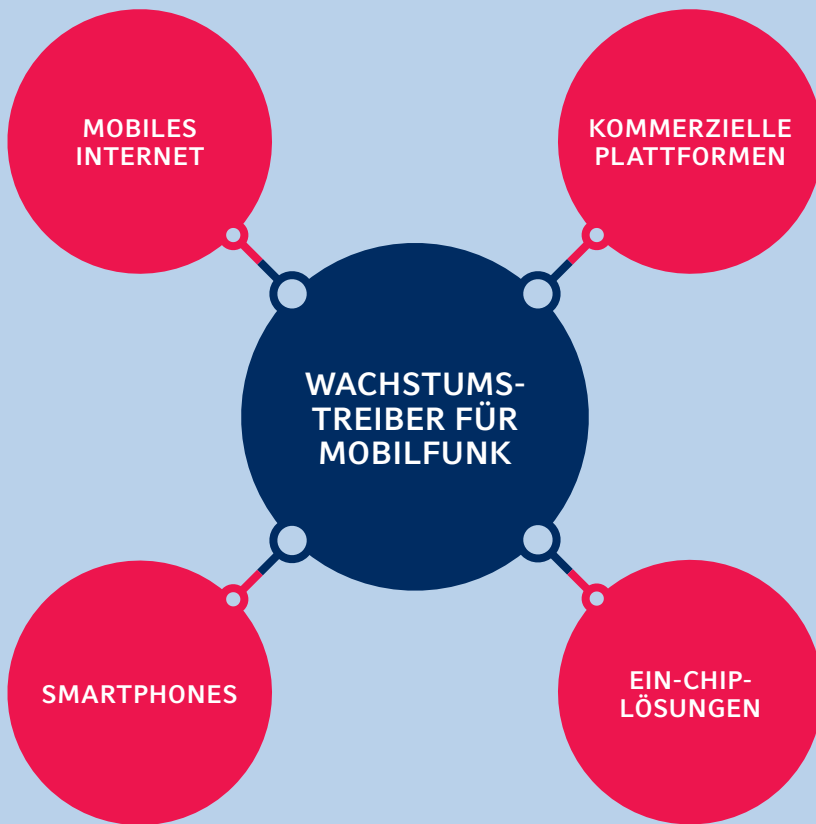 MOBILES
INTERNET
KOMMERZIELLE
PLATTFORMEN
WACHSTUMS-
TREIBER FÜR
MOBILFUNK
SMARTPHONES
EIN-CHIP-
LÖSUNGEN